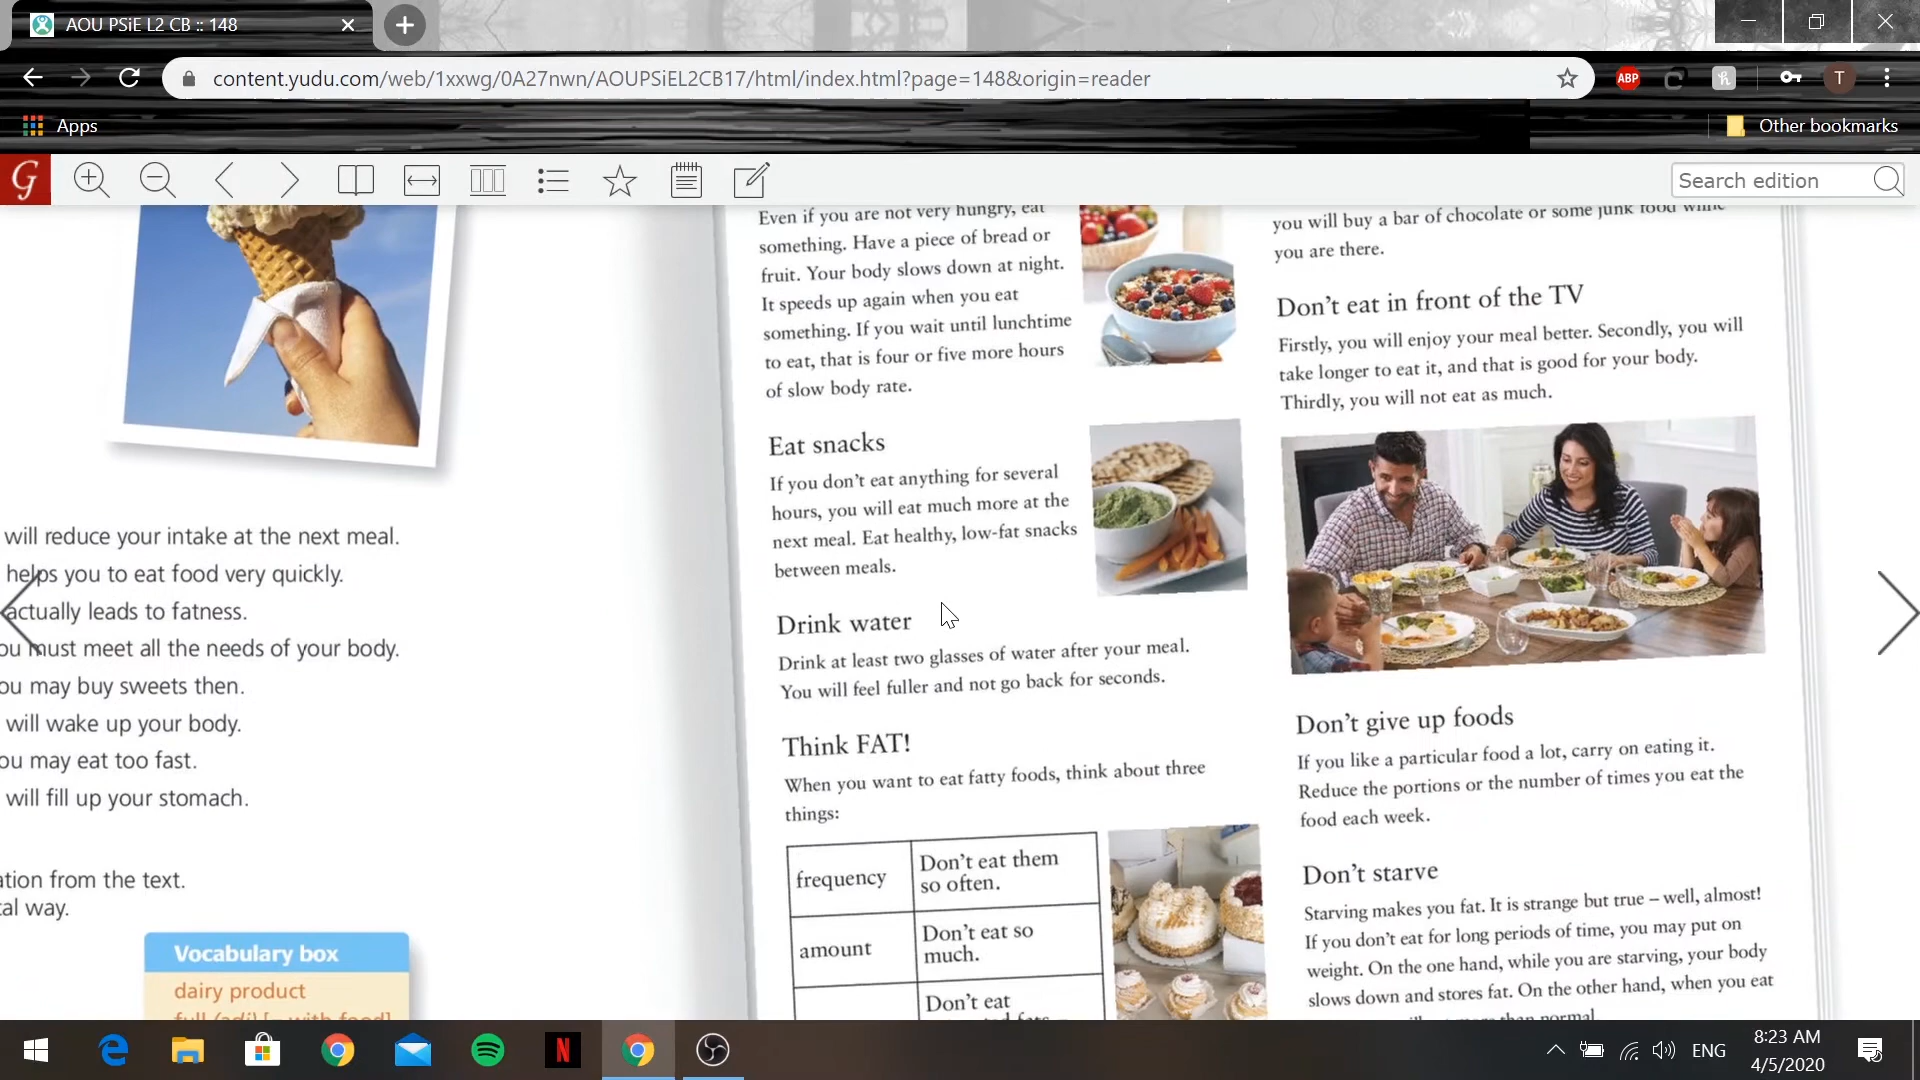 AOU PSiE L2 CB :: 148
content.yudu.com/web/1xxwg/0A27nwn/AOUPSiEL2CB17/html/index.html?page=148&origin=reader
ABP
T
Apps
Other bookmarks
G
Search edition
will reduce your intake at the next meal.
helps you to eat food very quickly.
actually leads to fatness.
ou must meet all the needs of your body.
ou may buy sweets then.
will wake up your body.
ou may eat too fast.
will fill up your stomach.
ation from the text.
cal way.
Vocabulary box
dairy product
full (adj) [~ with food]
Even if you are not very hungry, eat
something. Have a piece of bread or
fruit. Your body slows down at night.
It speeds up again when you eat
something. If you wait until lunchtime
to eat, that is four or five more hours
of slow body rate.
Eat snacks
If you don't eat anything for several
hours, you will eat much more at the
next meal. Eat healthy, low-fat snacks
between meals.
Drink water
Drink at least two glasses of water after your meal.
You will feel fuller and not go back for seconds.
Think FAT!
When you want to eat fatty foods, think about three
things:
frequency
Don't eat them
so often.
amount
Don't eat so
much.
Don't eat
you will buy a bar of chocolate or some junk food while
you are there.
Don't eat in front of the TV
Firstly, you will enjoy your meal better. Secondly, you will
take longer to eat it, and that is good for your body.
Thirdly, you will not eat as much.
Don't give up foods
If you like a particular food a lot, carry on eating it.
Reduce the portions or the number of times you eat the
food each week.
Don't starve
Starving makes you fat. It is strange but true – well, almost!
If you don't eat for long periods of time, you may put on
weight. On the one hand, while you are starving, your body
slows down and stores fat. On the other hand, when you eat
more than normal
N
ENG
8:23 AM
4/5/2020